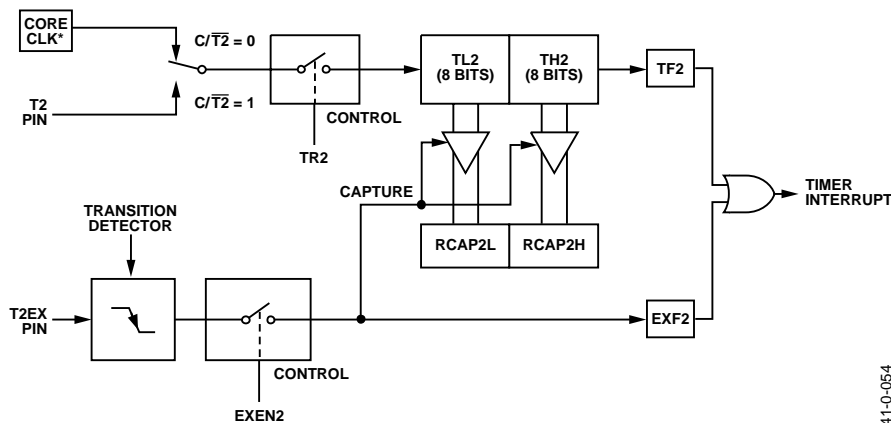 CORE
CLK*
C/T2 = 0
T2
PIN
C/T2 = 1
CONTROL
TR2
TL2
(8 BITS)
TH2
(8 BITS)
TF2
CAPTURE
RCAP2L
RCAP2H
TIMER
INTERRUPT
TRANSITION
DETECTOR
T2EX
PIN
CONTROL
EXEN2
EXF2
41-0-054